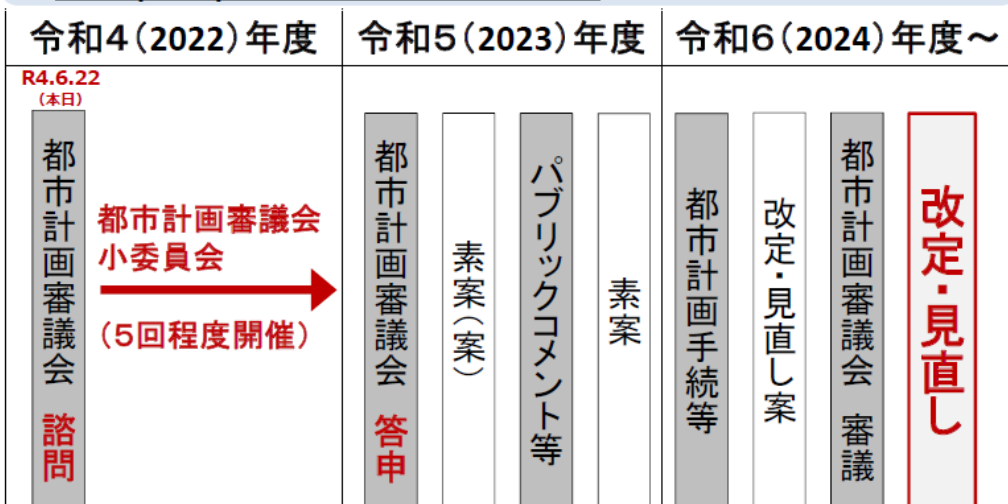 令和4(2022)年度
令和5(2023)年度
令和6(2024)年度～
R4.6.22
(本日)
都市計画審議会 諮問
都市計画審議会
小委員会
(5回程度開催)
都市計画審議会 答申
素案(案)
パブリックコメント等
素案
都市計画手続等
改定・見直し案
都市計画審議会 審議
改定・見直し